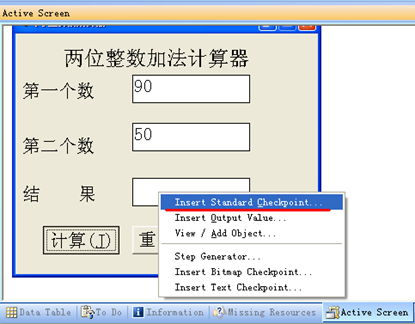 Active Screen
两位整数加法计算器
第一个数 90
第二个数 50
结 果
Insert Standard Checkpoint...
Insert Output Value...
View / Add Object...
Step Generator...
Insert Bitmap Checkpoint...
Insert Text Checkpoint...
计算(J) 重
Data Table To Do Information Missing Resources Active Screen